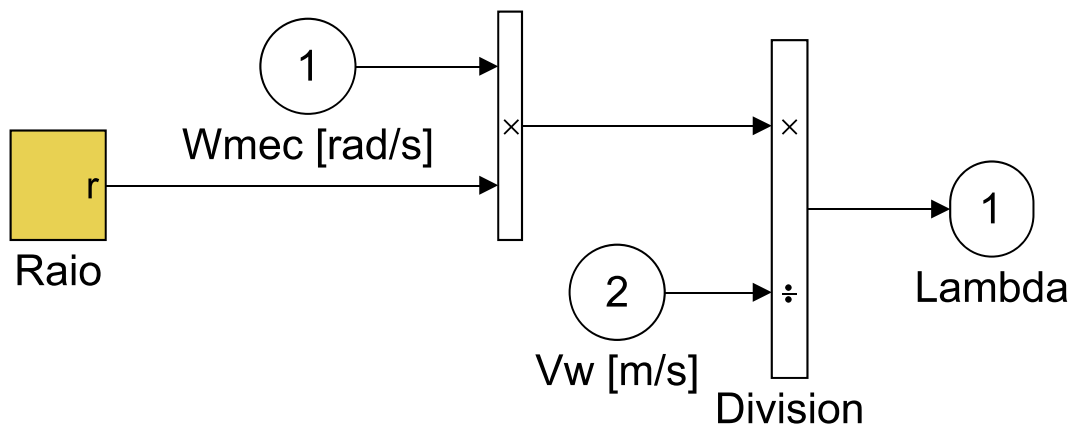 1
Wmec [rad/s]
×
×
r
Raio
1
Lambda
2
÷
Vw [m/s]
Division